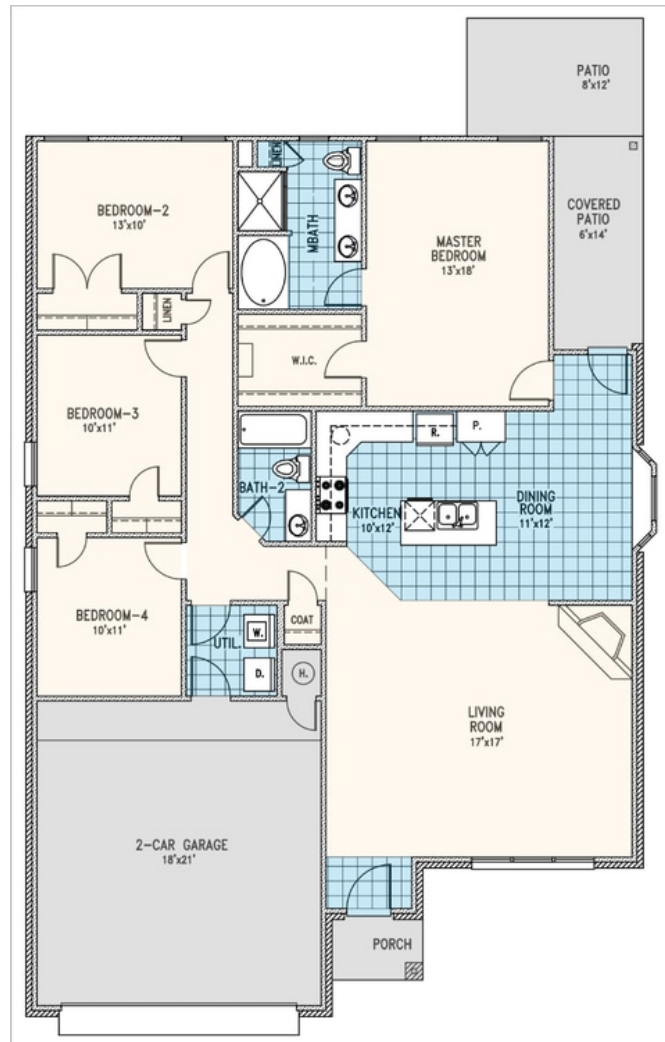 PATIO
8'x12'
LINEN
BEDROOM-2
13'x10'
MBATH
MASTER
BEDROOM
13'x18'
COVERED
PATIO
6'x14'
LINEN
W.I.C.
BEDROOM-3
10'x11'
R.
P.
BATH-2
KITCHEN
10'x12'
DINING
ROOM
11'x12'
BEDROOM-4
10'x11'
UTIL.
W.
D.
COAT
H.
LIVING
ROOM
17'x17'
2-CAR GARAGE
18'x21'
PORCH